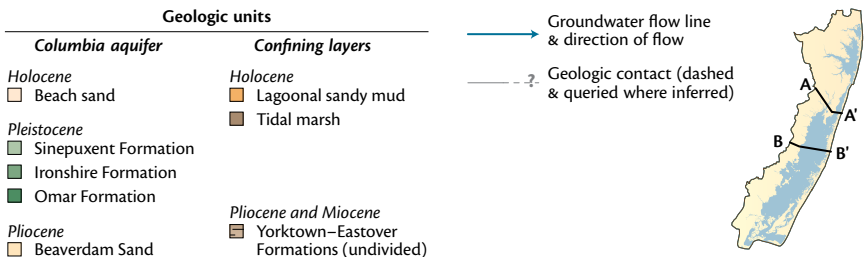 Geologic units
Columbia aquifer
Confining layers
Holocene
Beach sand
Pleistocene
Sinepuxent Formation
Ironshire Formation
Omar Formation
Pliocene
Beaverdam Sand
Holocene
Lagoonal sandy mud
Tidal marsh
Pliocene and Miocene
Yorktown–Eastover
Formations (undivided)
Groundwater flow line
& direction of flow
?
Geologic contact (dashed
& queried where inferred)
A
A'
B
B'